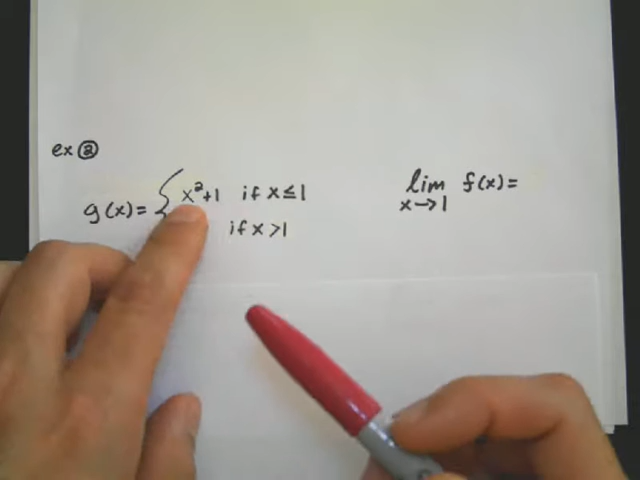 ex ②
g(x)= { x²+1 if x≤1
if x>1
lim f(x)=
x→1